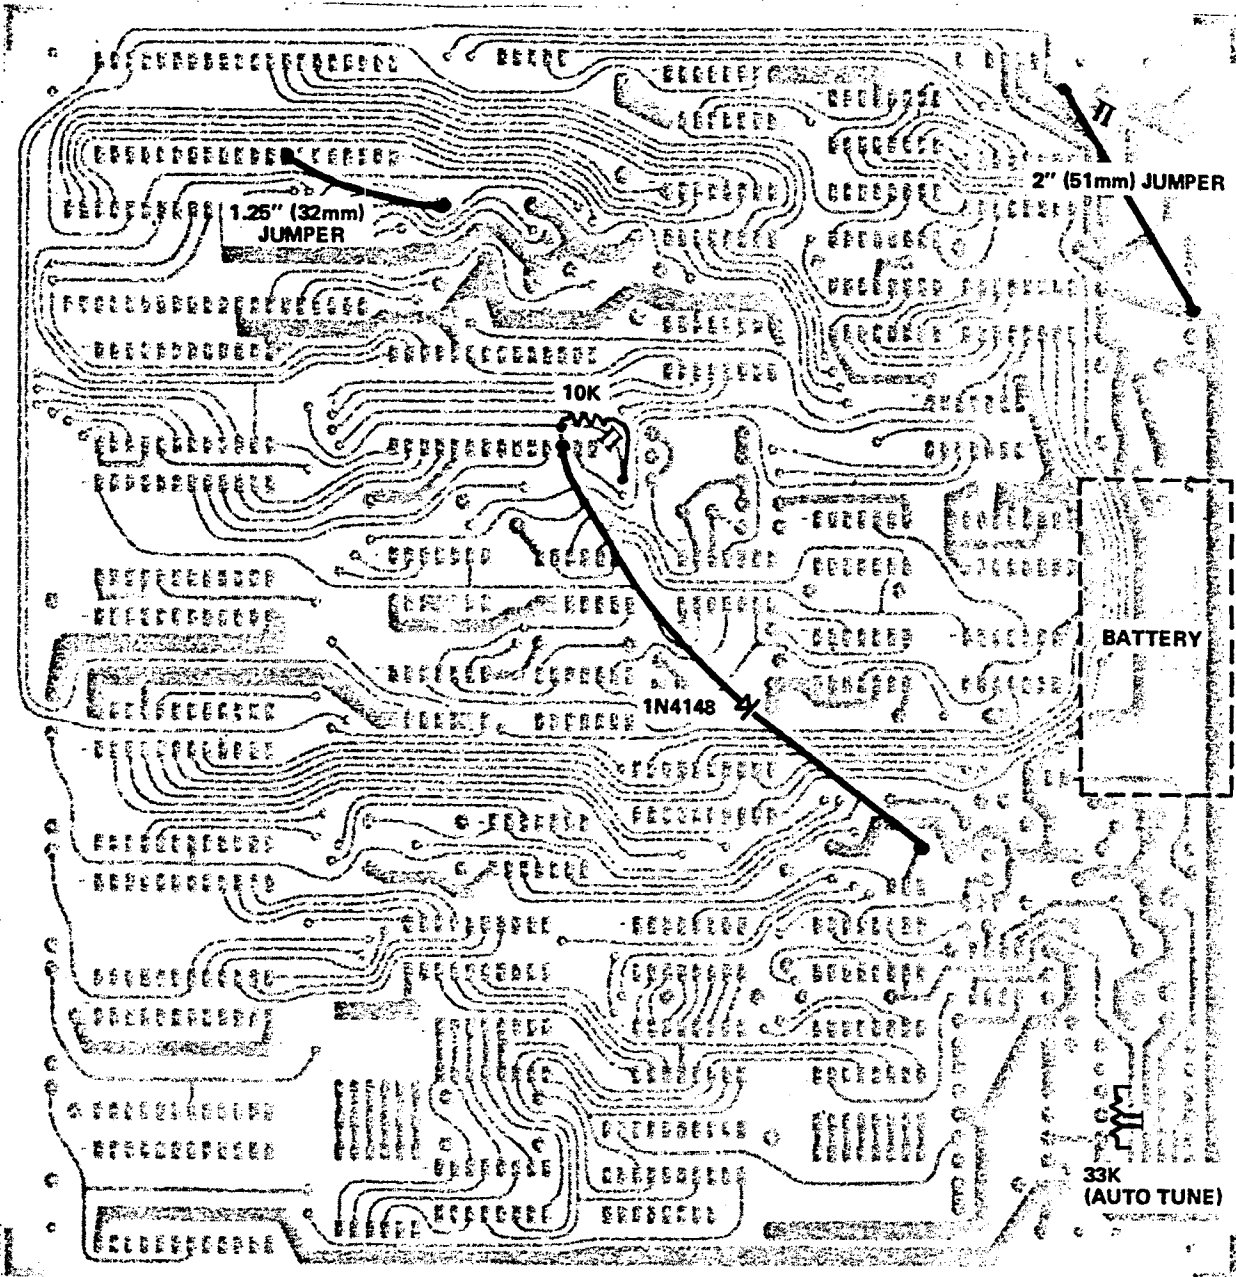 2" (51mm) JUMPER
1.25" (32mm)
JUMPER
10K
BATTERY
1N4148
33K
(AUTO TUNE)